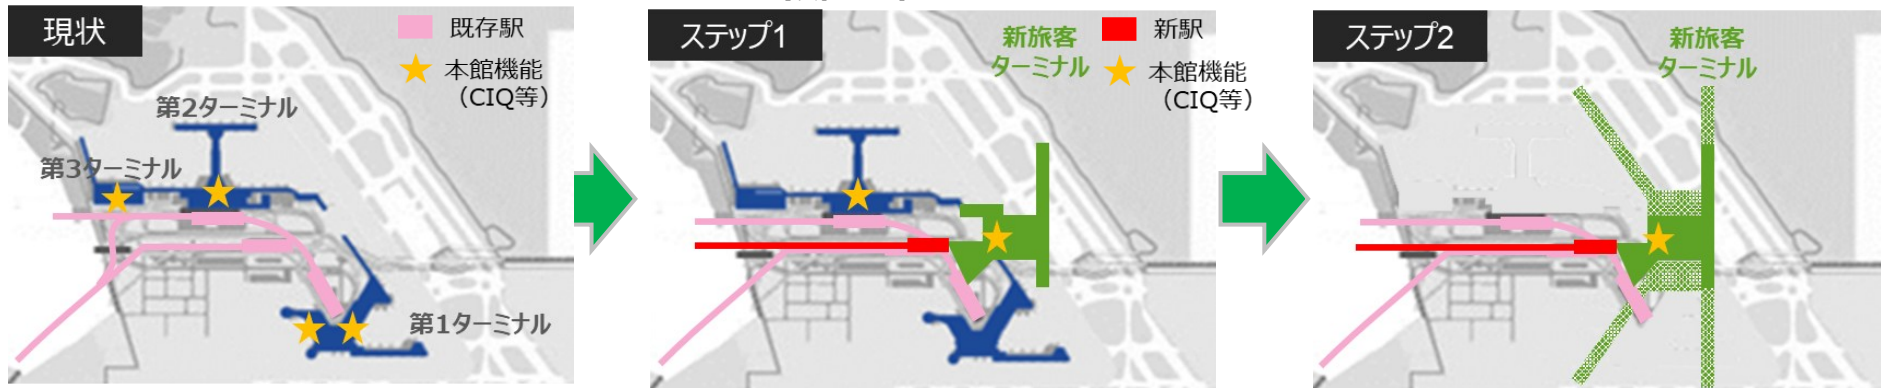 現状
既存駅
本館機能
（CIQ等）
第2ターミナル
第3ターミナル
第1ターミナル
ステップ1
新旅客
ターミナル
新駅
本館機能
（CIQ等）
ステップ2
新旅客
ターミナル